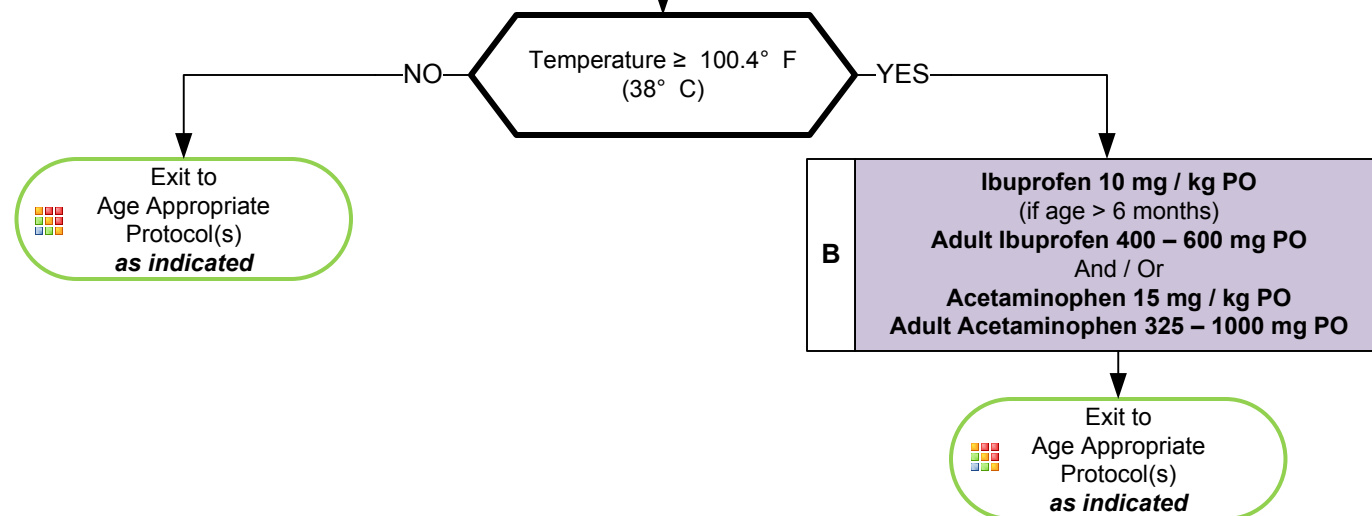 Temperature ≥ 100.4° F
(38° C)
NO
YES
Exit to
Age Appropriate
Protocol(s)
as indicated
B
Ibuprofen 10 mg / kg PO
(if age > 6 months)
Adult Ibuprofen 400 – 600 mg PO
And / Or
Acetaminophen 15 mg / kg PO
Adult Acetaminophen 325 – 1000 mg PO
Exit to
Age Appropriate
Protocol(s)
as indicated